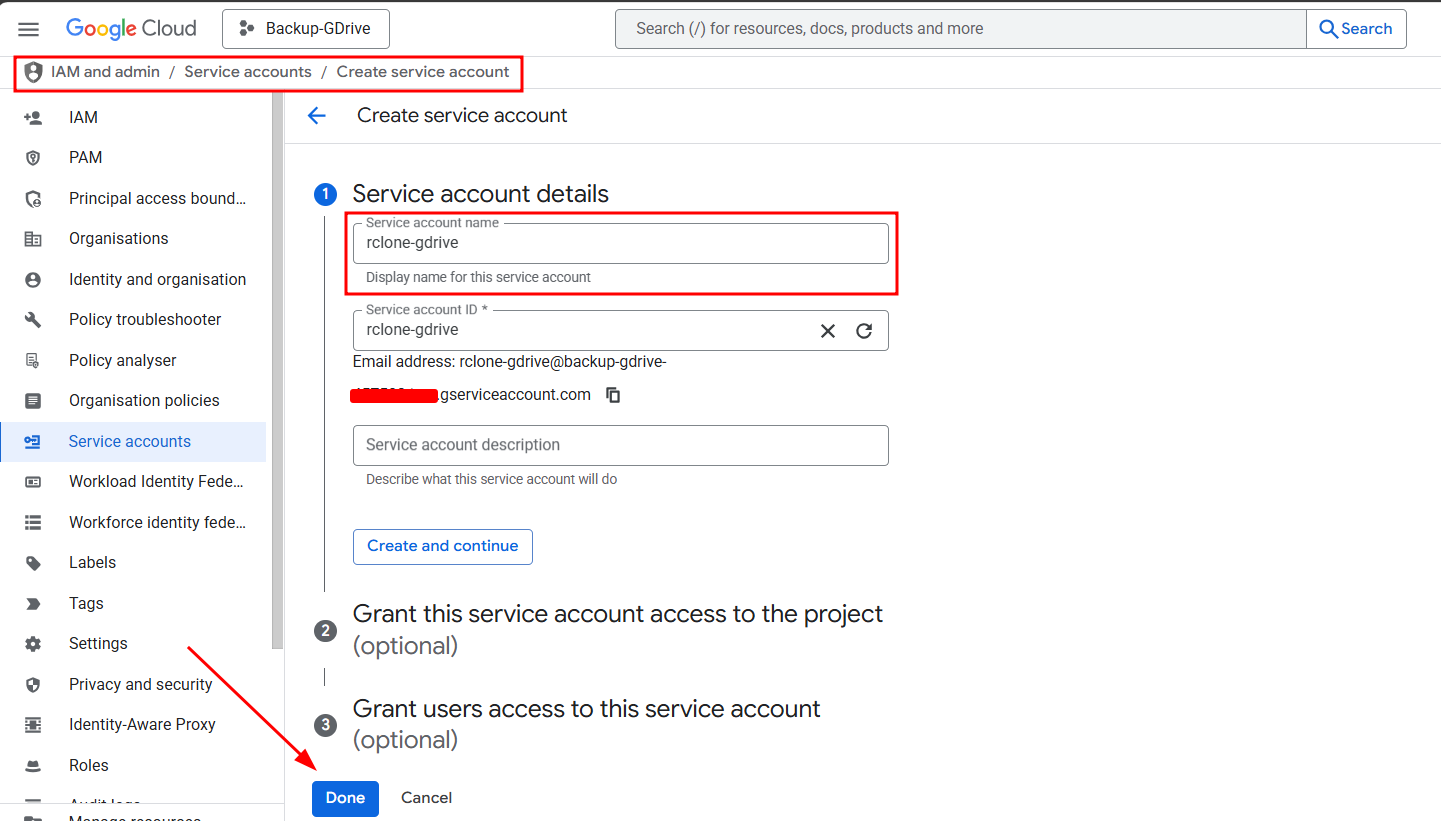 Google Cloud
Backup-GDrive
Search (/) for resources, docs, products and more
Search
IAM and admin / Service accounts / Create service account
IAM
PAM
Principal access bound...
Organisations
Identity and organisation
Policy troubleshooter
Policy analyser
Organisation policies
Service accounts
Workload Identity Fede...
Workforce identity fede...
Labels
Tags
Settings
Privacy and security
Identity-Aware Proxy
Roles
Audit logs
Manage resources
Create service account
1 Service account details
Service account name
rclone-gdrive
Display name for this service account
Service account ID *
rclone-gdrive
Email address: rclone-gdrive@backup-gdrive-
.gserviceaccount.com
Service account description
Describe what this service account will do
Create and continue
2 Grant this service account access to the project
(optional)
3 Grant users access to this service account
(optional)
Done
Cancel